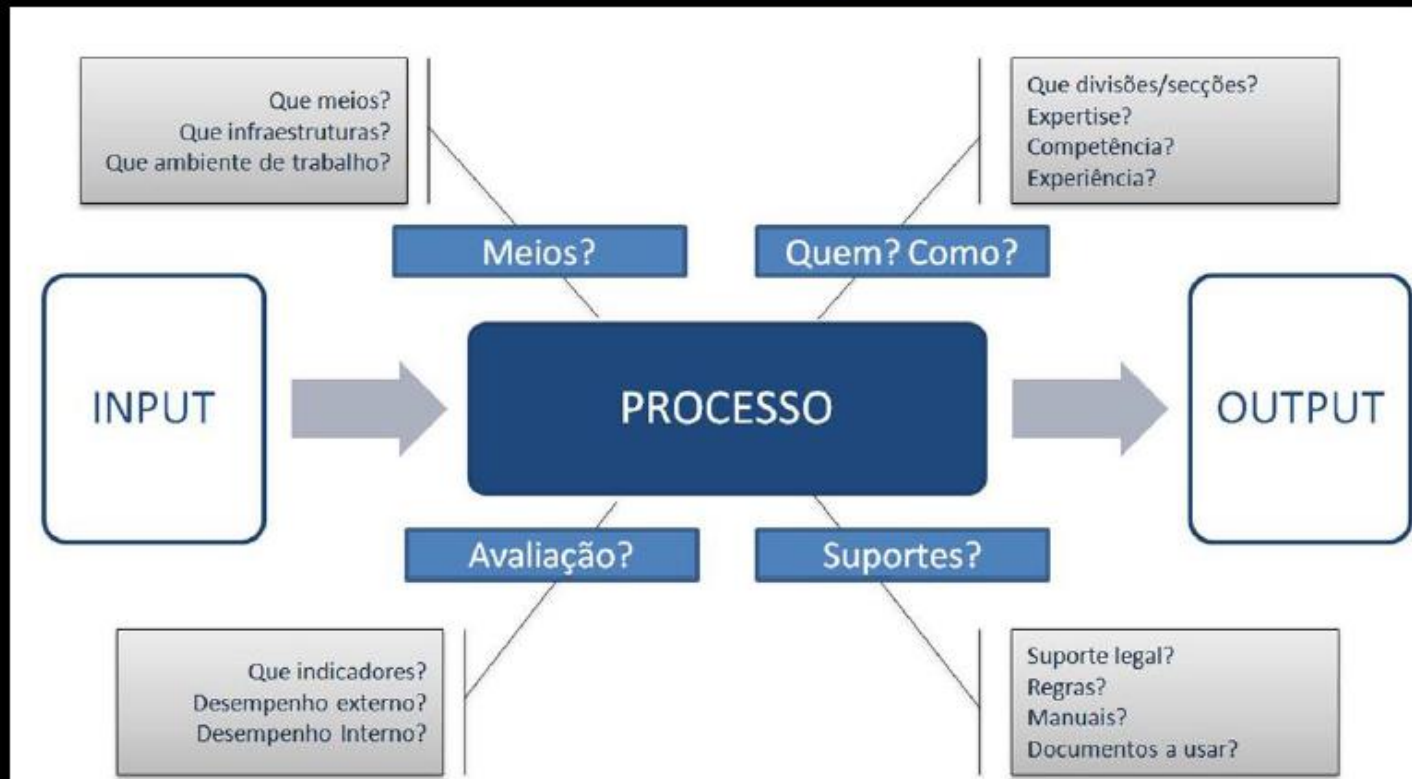 Que meios?
Que infraestruturas?
Que ambiente de trabalho?
Que divisões/secções?
Expertise?
Competência?
Experiência?
Meios?
Quem? Como?
INPUT
PROCESSO
OUTPUT
Avaliação?
Suportes?
Que indicadores?
Desempenho externo?
Desempenho Interno?
Suporte legal?
Regras?
Manuais?
Documentos a usar?